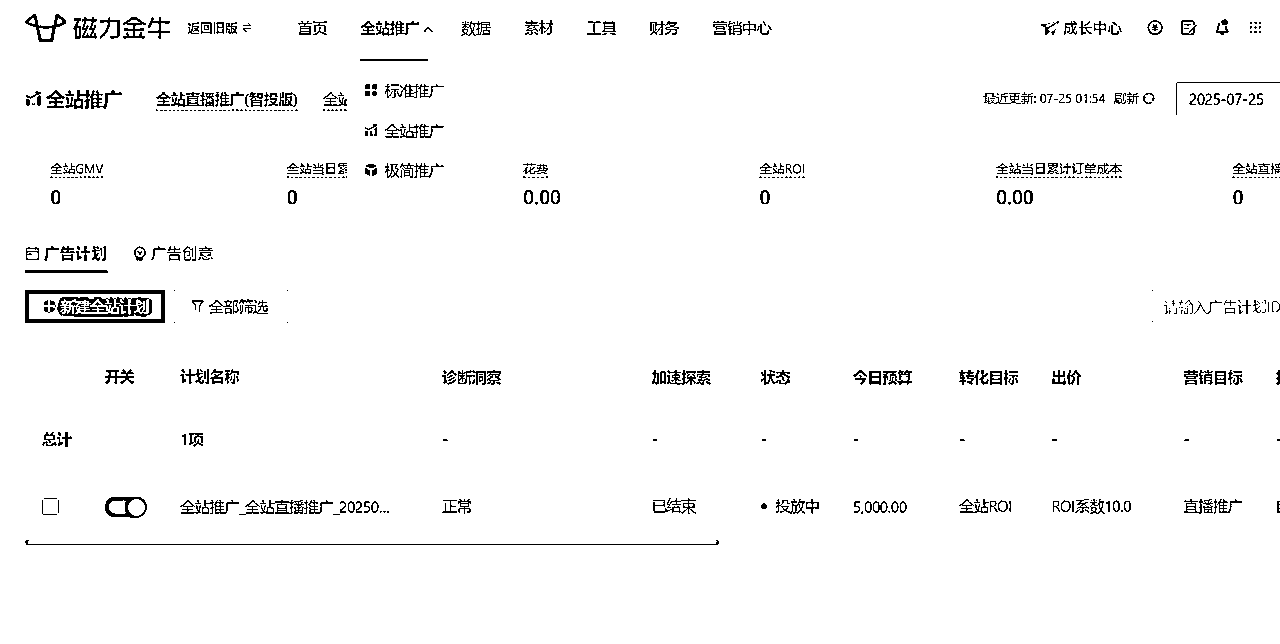 磁力金牛 返回旧版 首页 全站推广 数据 素材 工具 财务 营销中心 成长中心
标准推广
全站推广
极简推广
全站推广 全站直播推广(智投版) 全站 最近更新: 07-25 01:54 刷新 2025-07-25
全站GMV 全站当日累 花费 全站ROI 全站当日累计订单成本 全站直播
0 0 0.00 0 0.00 0
广告计划 广告创意
新建全站计划 全部筛选 请输入广告计划ID
开关 计划名称 诊断洞察 加速探索 状态 今日预算 转化目标 出价 营销目标
总计 1项 - - - - - - -
全站推广_全站直播推广_20250... 正常 已结束 投放中 5,000.00 全站ROI ROI系数10.0 直播推广